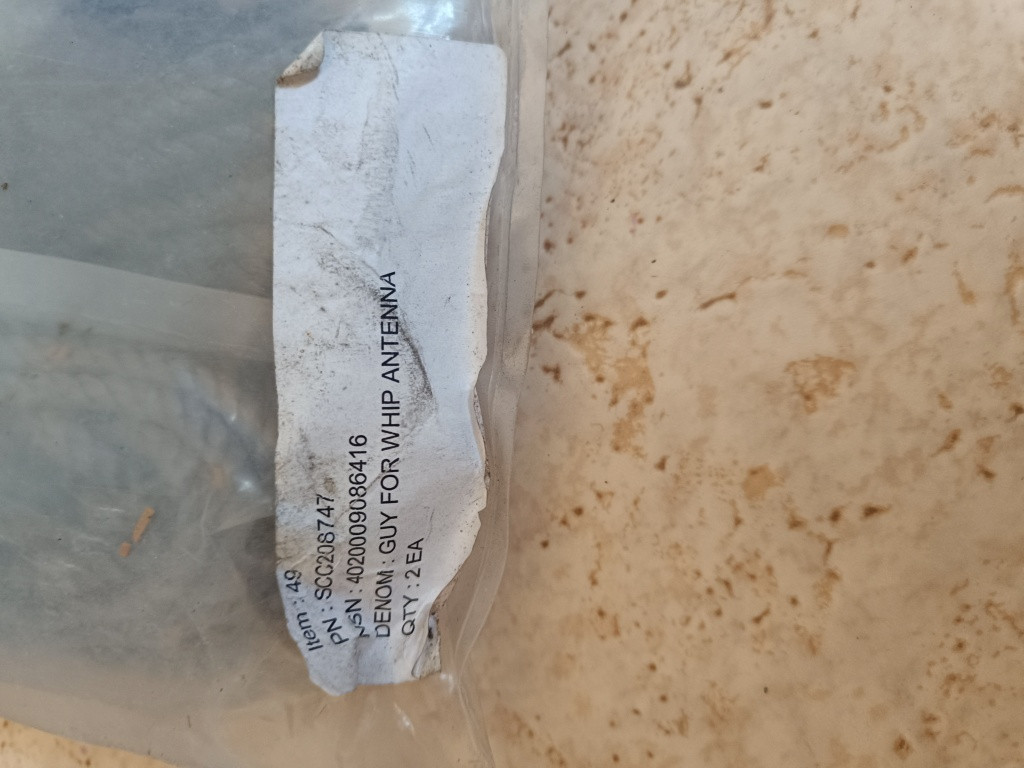 Item : 49
PN : SCC208747
NSN : 4020009086416
DENOM : GUY FOR WHIP ANTENNA
QTY : 2 EA